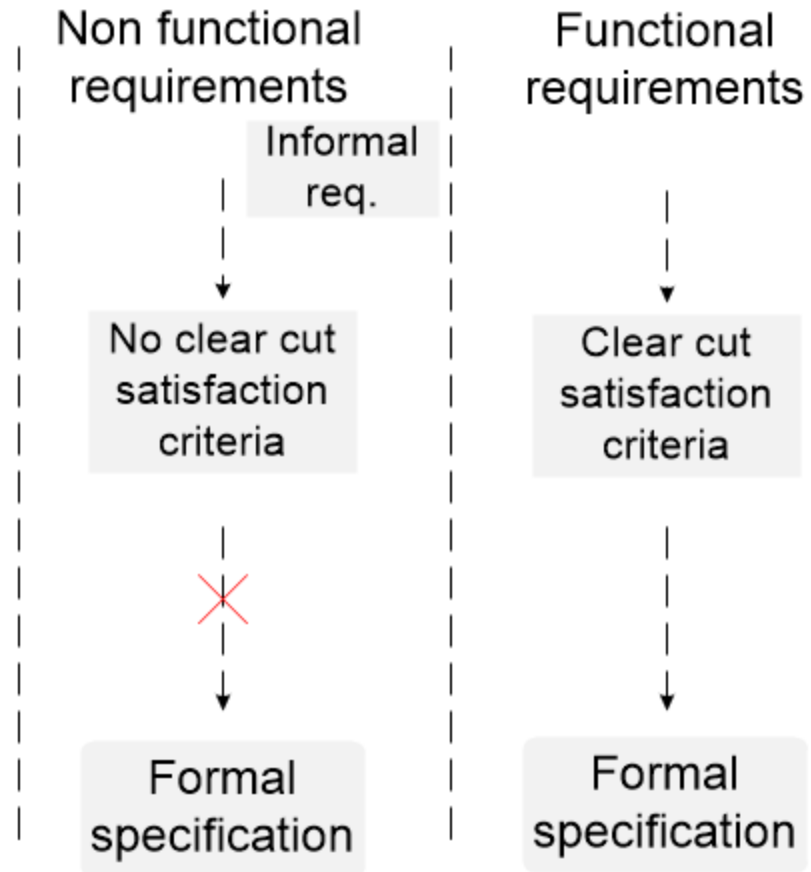 Non functional
requirements
Informal
req.
No clear cut
satisfaction
criteria
Formal
specification
Functional
requirements
Clear cut
satisfaction
criteria
Formal
specification